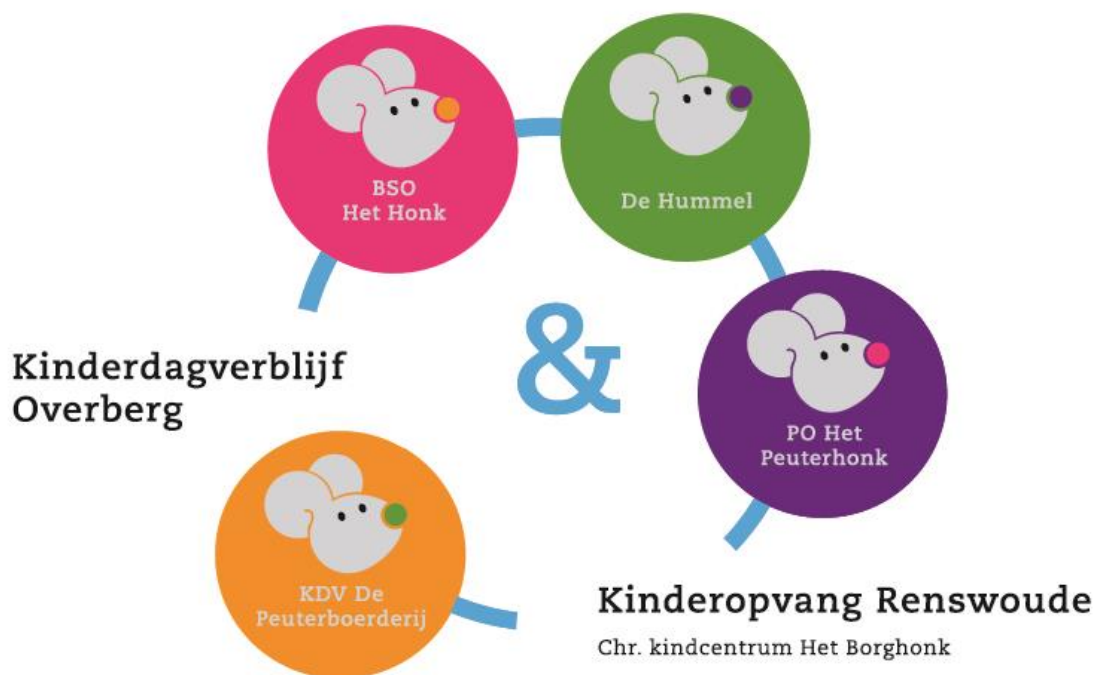 BSO
Het Honk
De Hummel
&
Kinderdagverblijf
Overberg
PO Het
Peuterhonk
KDV De
Peuterboerderij
Kinderopvang Renswoude
Chr. kindcentrum Het Borghonk